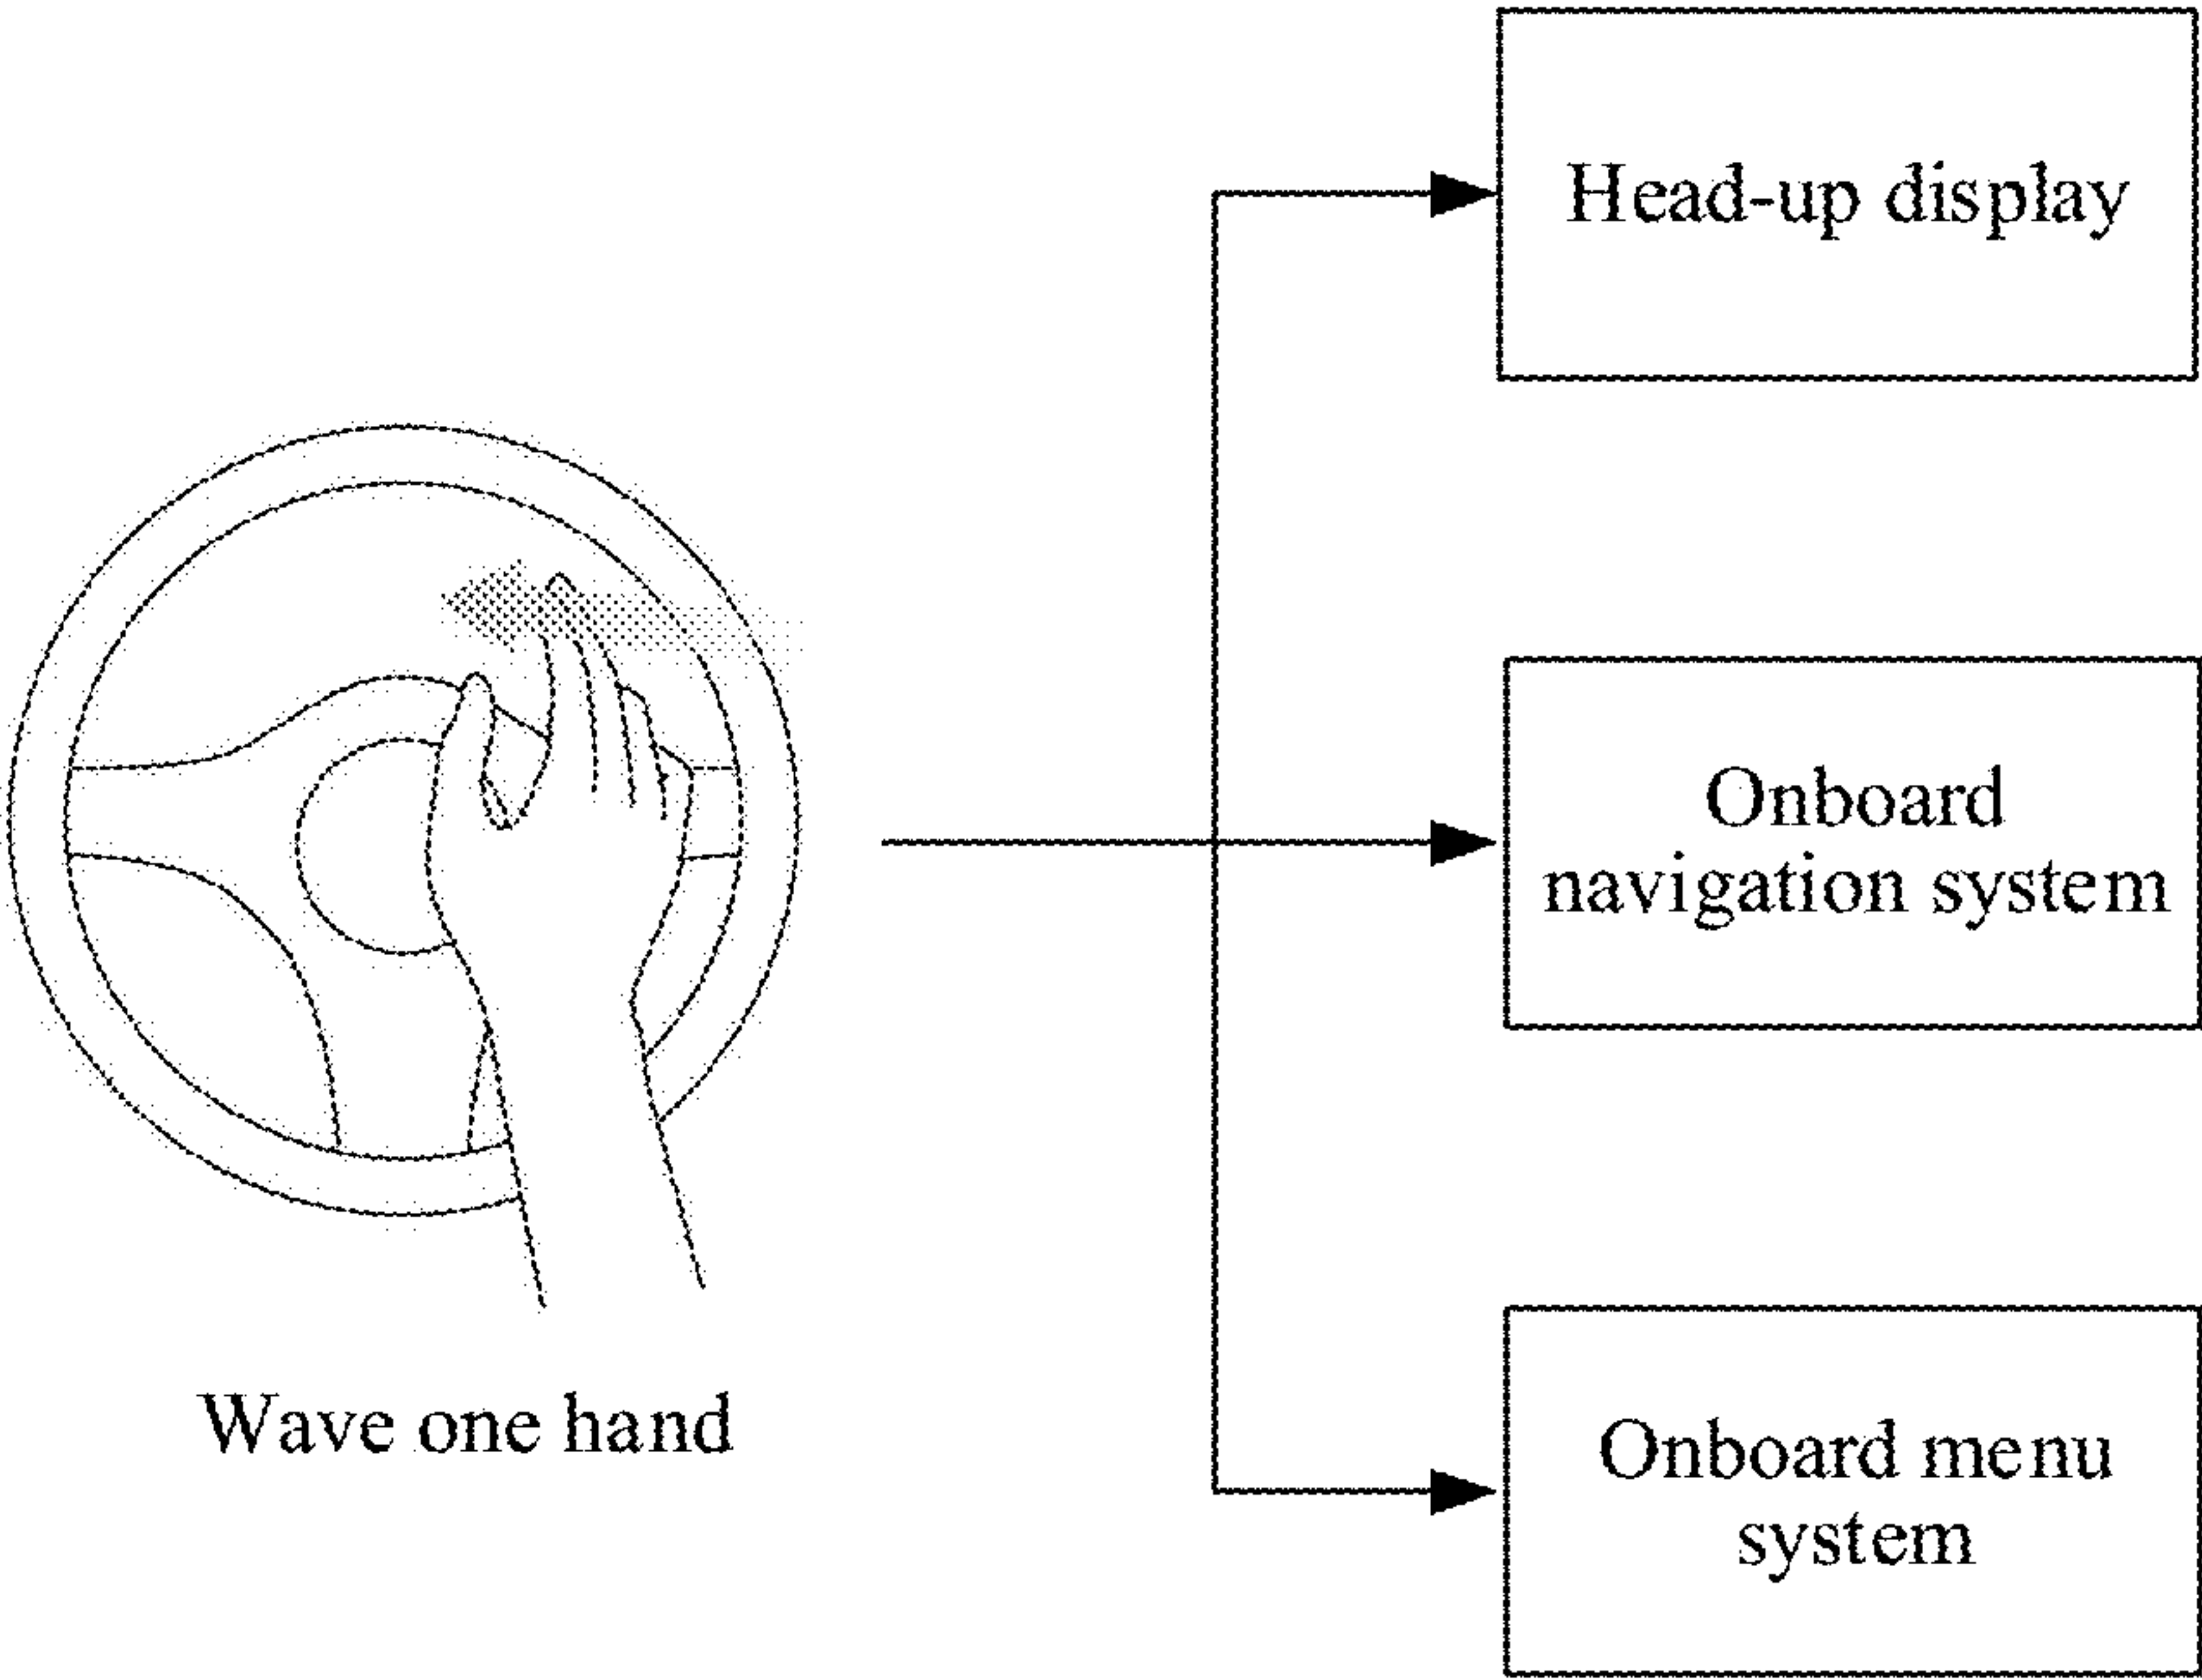 Head-up display
Onboard
navigation system
Wave one hand
Onboard menu
system